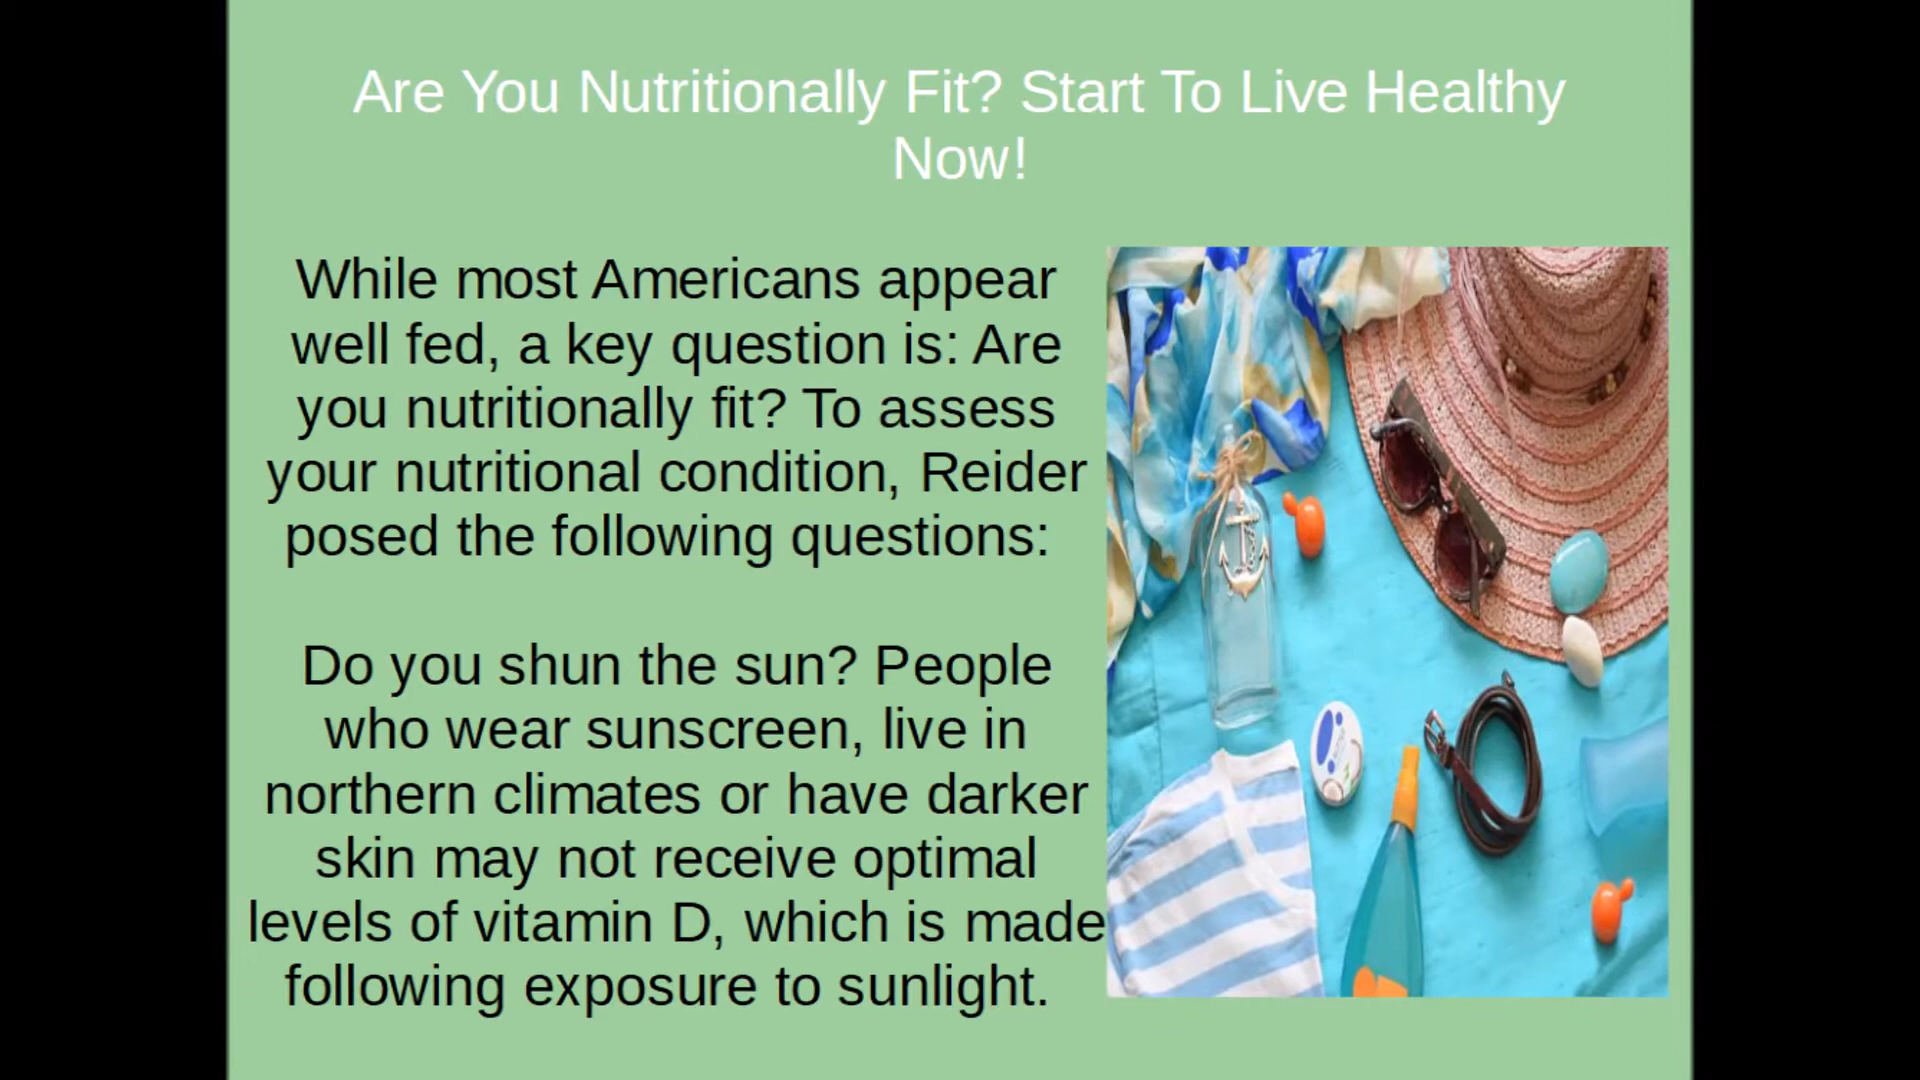 Are You Nutritionally Fit? Start To Live Healthy
Now!
While most Americans appear
well fed, a key question is: Are
you nutritionally fit? To assess
your nutritional condition, Reider
posed the following questions:
Do you shun the sun? People
who wear sunscreen, live in
northern climates or have darker
skin may not receive optimal
levels of vitamin D, which is made
following exposure to sunlight.